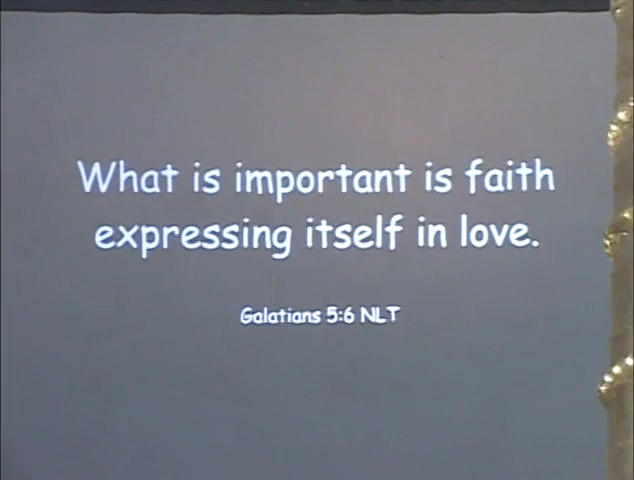 What is important is faith
expressing itself in love.
Galatians 5:6 NLT